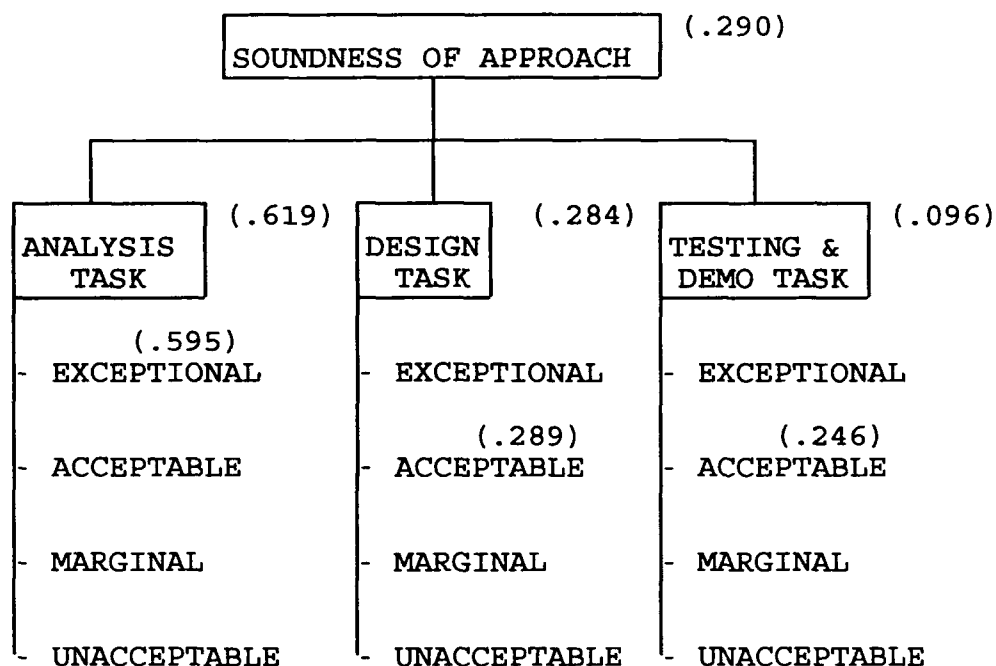 (.290)
SOUNDNESS OF APPROACH
(.619) (.284) (.096)
ANALYSIS TASK
DESIGN TASK
TESTING & DEMO TASK
(.595)
- EXCEPTIONAL - EXCEPTIONAL - EXCEPTIONAL
(.289) (.246)
- ACCEPTABLE - ACCEPTABLE - ACCEPTABLE
- MARGINAL - MARGINAL - MARGINAL
- UNACCEPTABLE - UNACCEPTABLE - UNACCEPTABLE